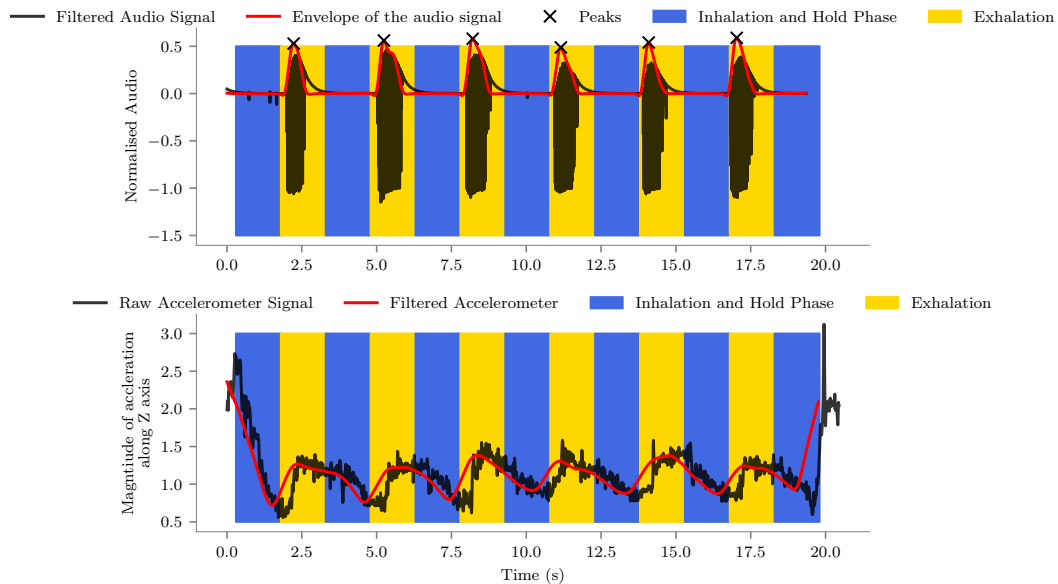 Filtered Audio Signal Envelope of the audio signal Peaks Inhalation and Hold Phase Exhalation
0.5
0.0
−0.5
−1.0
−1.5
Normalised Audio
0.0 2.5 5.0 7.5 10.0 12.5 15.0 17.5 20.0
Raw Accelerometer Signal Filtered Accelerometer Inhalation and Hold Phase Exhalation
3.0
2.5
2.0
1.5
1.0
0.5
Magnitude of accleration
along Z axis
0.0 2.5 5.0 7.5 10.0 12.5 15.0 17.5 20.0
Time (s)